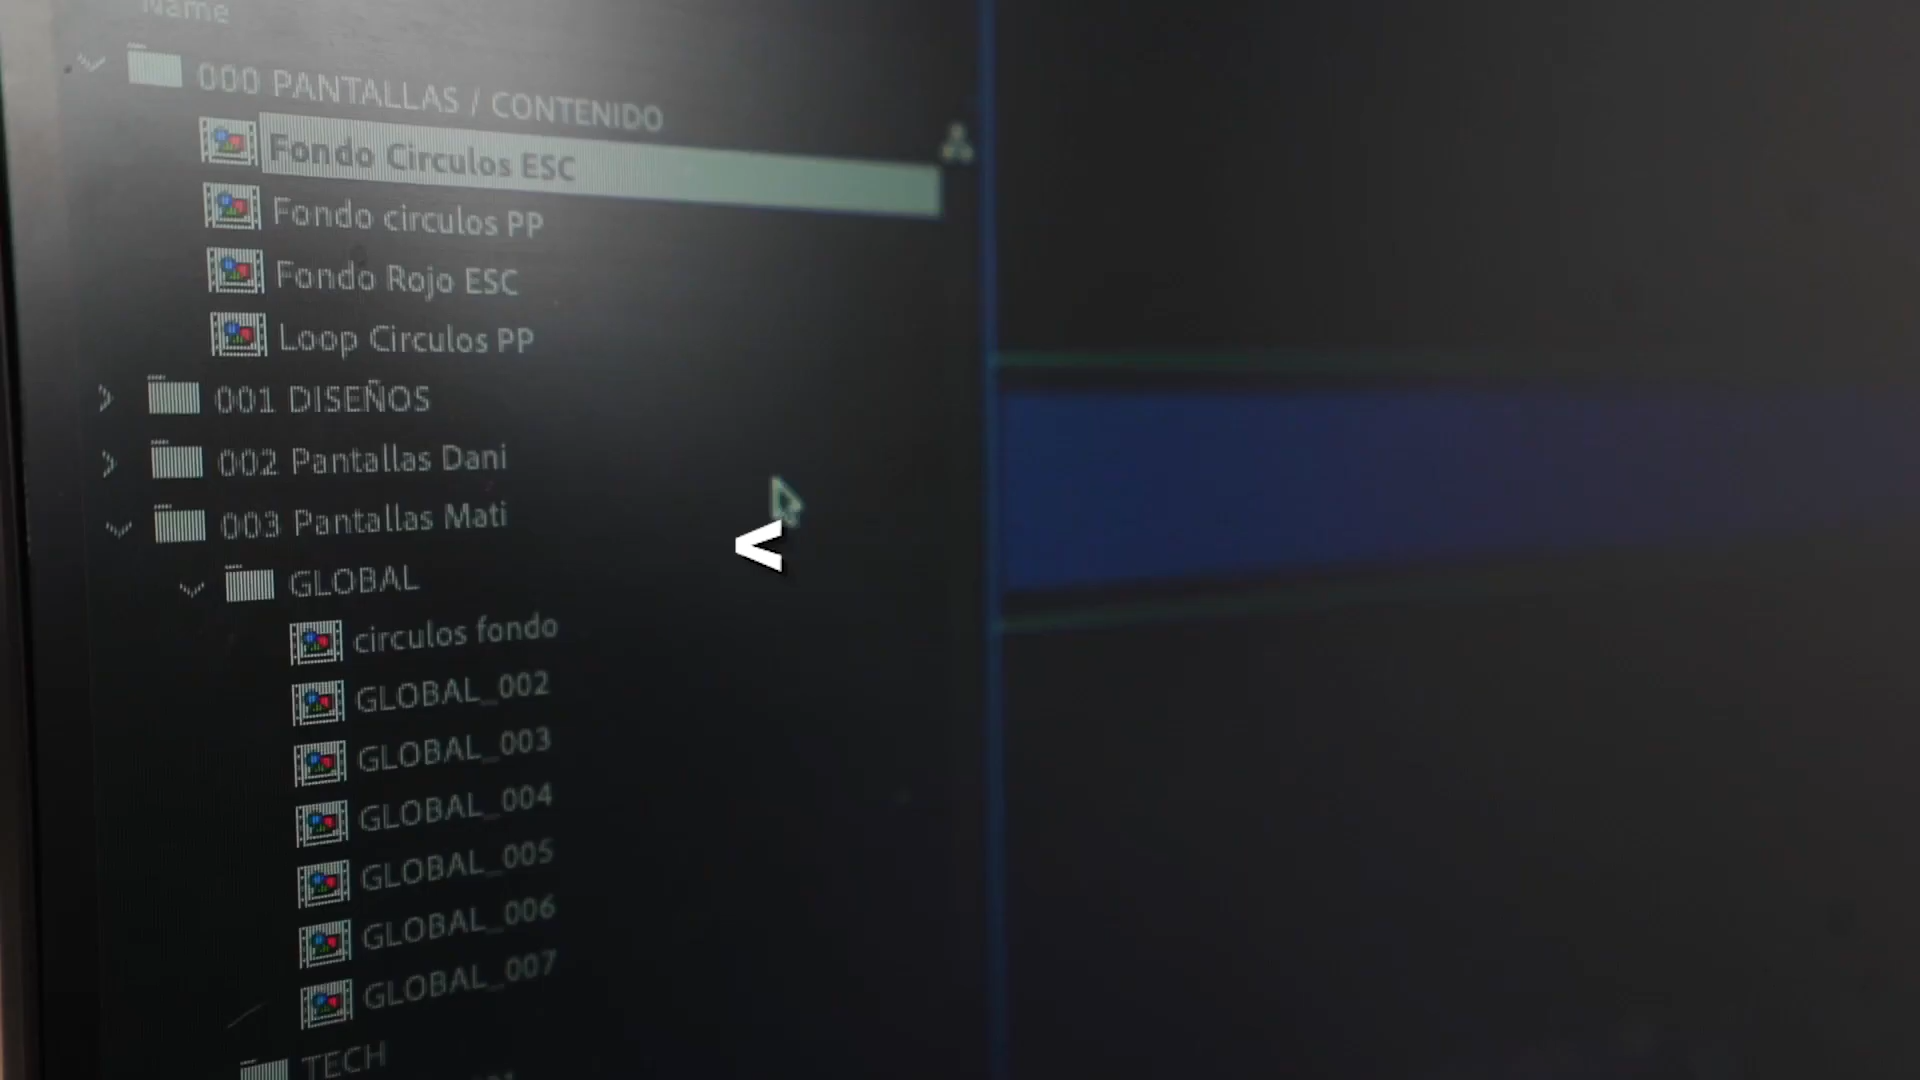 Name
000 PANTALLAS / CONTENIDO
Fondo Circulos ESC
Fondo circulos PP
Fondo Rojo ESC
Loop Circulos PP
001 DISEÑOS
002 Pantallas Dani
003 Pantallas Mati
<
GLOBAL
circulos fondo
GLOBAL_002
GLOBAL_003
GLOBAL_004
GLOBAL_005
GLOBAL_006
GLOBAL_007
TECH